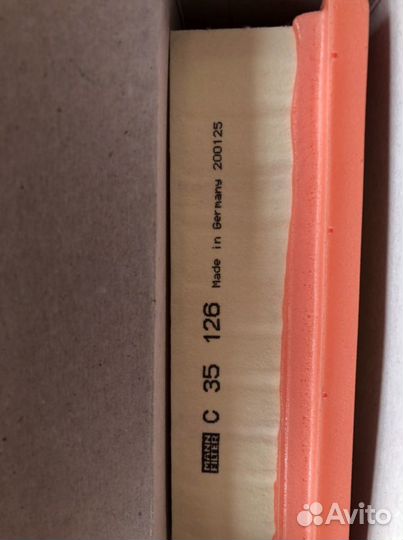 MANN
FILTER
C 35 126 Made in Germany 200125
Avito